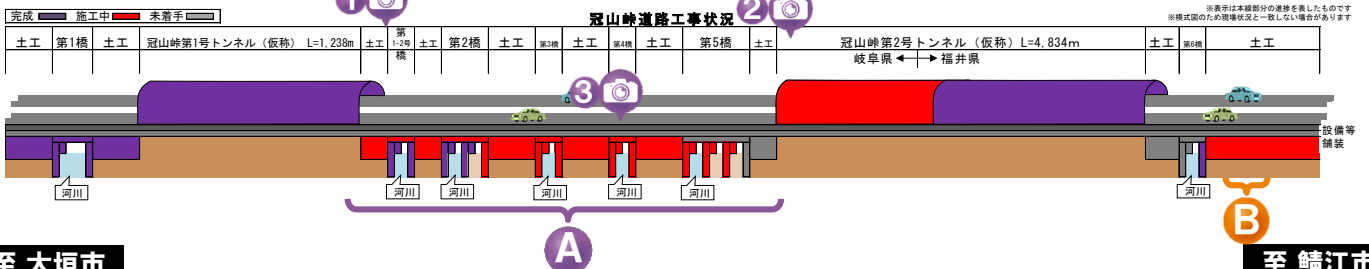 1
2
※表示は本線部分の進捗を表したものです
※模式図のため現場状況と一致しない場合があります
完成 施工中 未着手
冠山峠道路工事状況
土工 第1橋 土工 冠山峠第1号トンネル（仮称） L=1,238m 土工 第1-2号橋 土工 第2橋 土工 第3橋 土工 第4橋 土工 第5橋 土工 冠山峠第2号トンネル（仮称）L=4,834m 土工 第6橋 土工
岐阜県 福井県
3
設備等
舗装
河川 河川 河川 河川 河川 河川 河川
A
B
至 大垣市
至 鯖江市